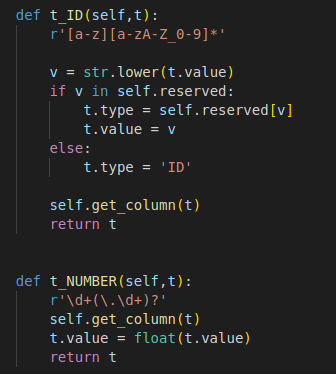 def t_ID(self,t):
    r'[a-z][a-zA-Z_0-9]*'

    v = str.lower(t.value)
    if v in self.reserved:
        t.type = self.reserved[v]
        t.value = v
    else:
        t.type = 'ID'

    self.get_column(t)
    return t


def t_NUMBER(self,t):
    r'\d+(\.\d+)?'
    self.get_column(t)
    t.value = float(t.value)
    return t